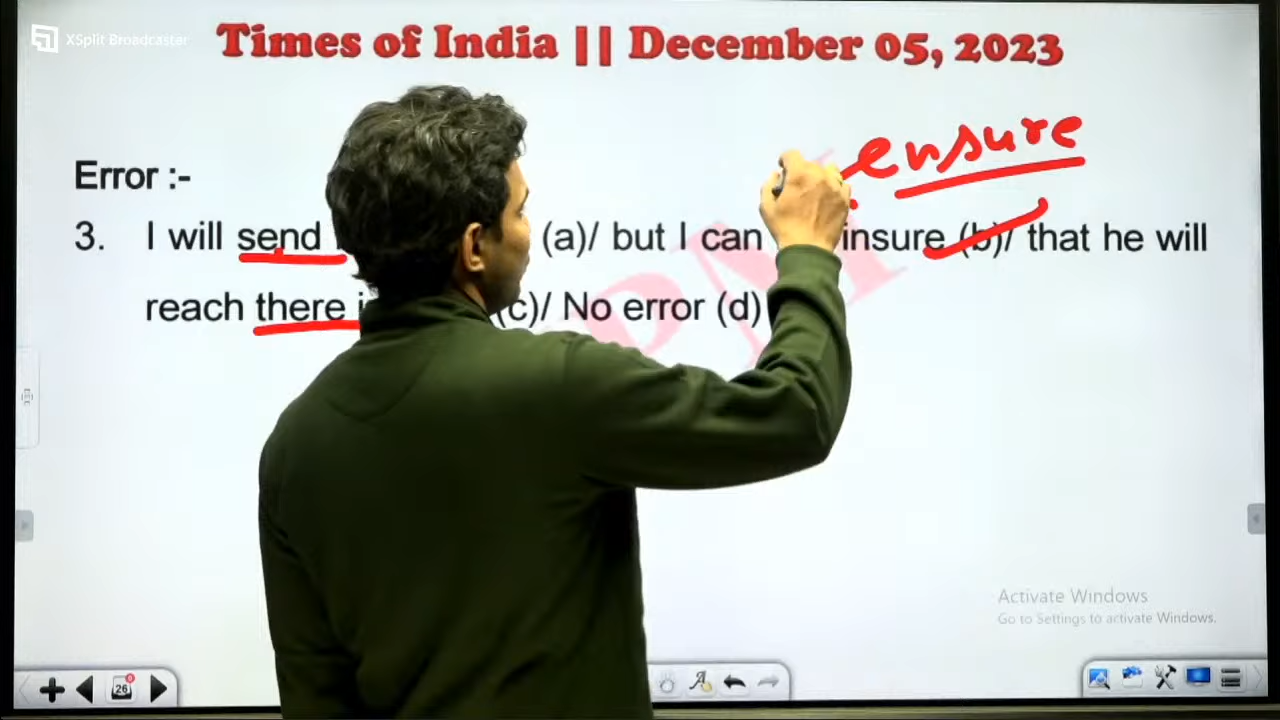 XSplit Broadcaster
Times of India || December 05, 2023
ensure
Error :-
3. I will send (a)/ but I can insure (b)/ that he will
reach there (c)/ No error (d)
PM
Activate Windows
Go to Settings to activate Windows.
26